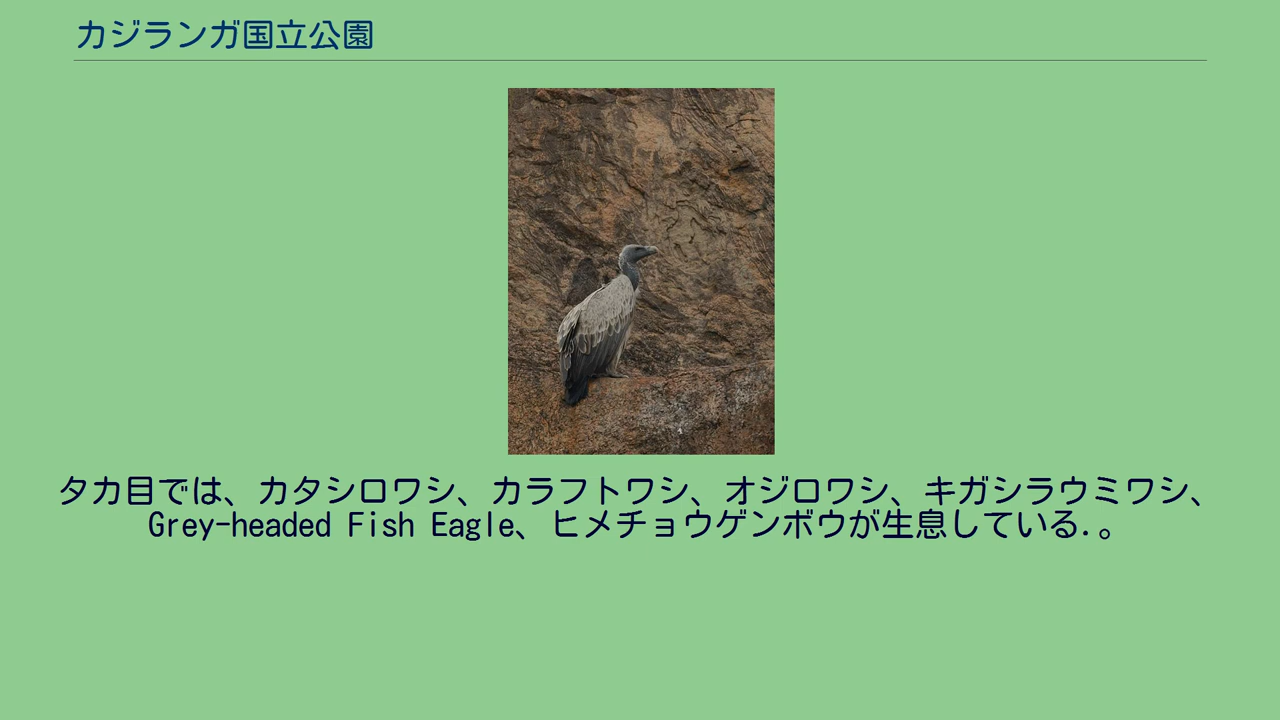 カジランガ国立公園
タカ目では、カタシロワシ、カラフトワシ、オジロワシ、キガシラウミワシ、
Grey-headed Fish Eagle、ヒメチョウゲンボウが生息している.。